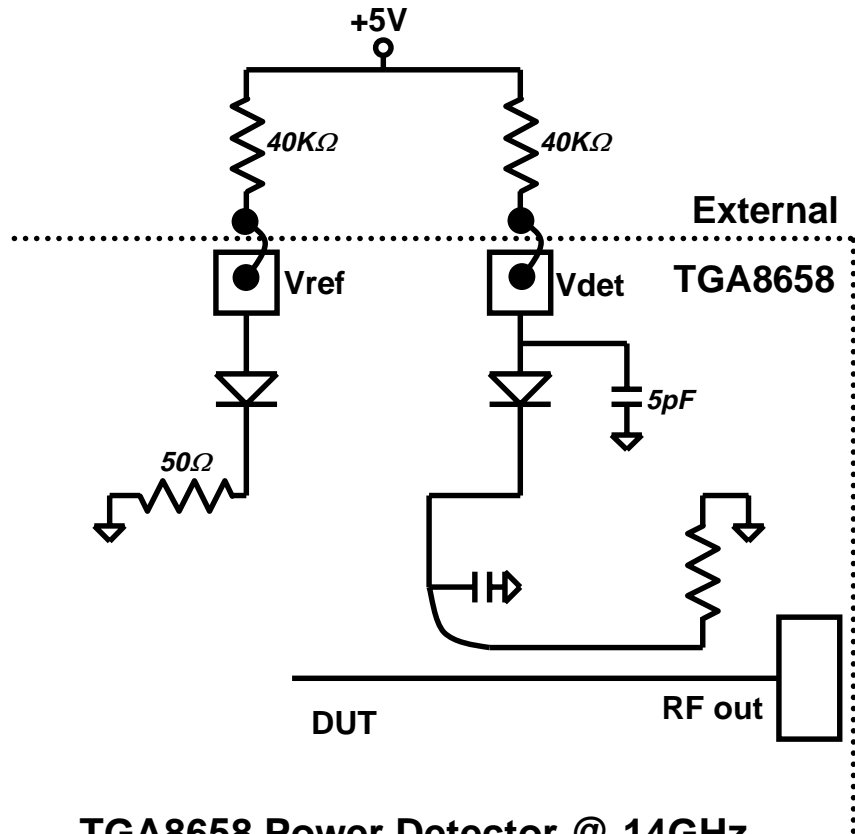 +5V
40KΩ
40KΩ
External
Vref
Vdet
TGA8658
5pF
50Ω
RF out
DUT
TGA8658 Power Detector @ 14GHz